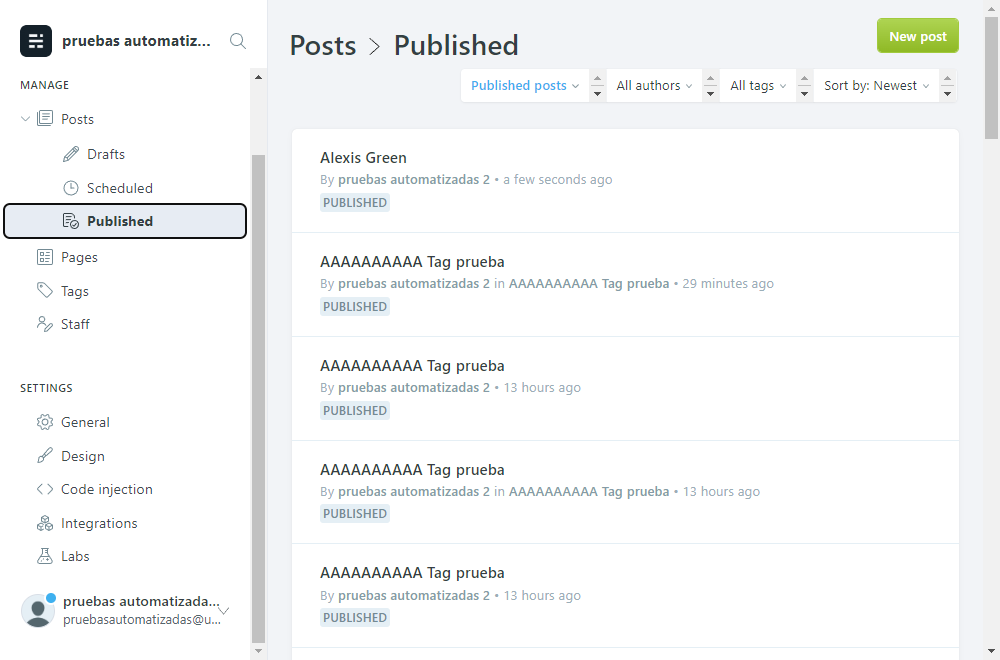 pruebas automatiz...
MANAGE
Posts
Drafts
Scheduled
Published
Pages
Tags
Staff
SETTINGS
General
Design
Code injection
Integrations
Labs
pruebas automatizada...
pruebasautomatizadas@u...
Posts > Published
New post
Published posts
All authors
All tags
Sort by: Newest
Alexis Green
By pruebas automatizadas 2 • a few seconds ago
PUBLISHED
AAAAAAAAAA Tag prueba
By pruebas automatizadas 2 in AAAAAAAAAA Tag prueba • 29 minutes ago
PUBLISHED
AAAAAAAAAA Tag prueba
By pruebas automatizadas 2 • 13 hours ago
PUBLISHED
AAAAAAAAAA Tag prueba
By pruebas automatizadas 2 in AAAAAAAAAA Tag prueba • 13 hours ago
PUBLISHED
AAAAAAAAAA Tag prueba
By pruebas automatizadas 2 • 13 hours ago
PUBLISHED